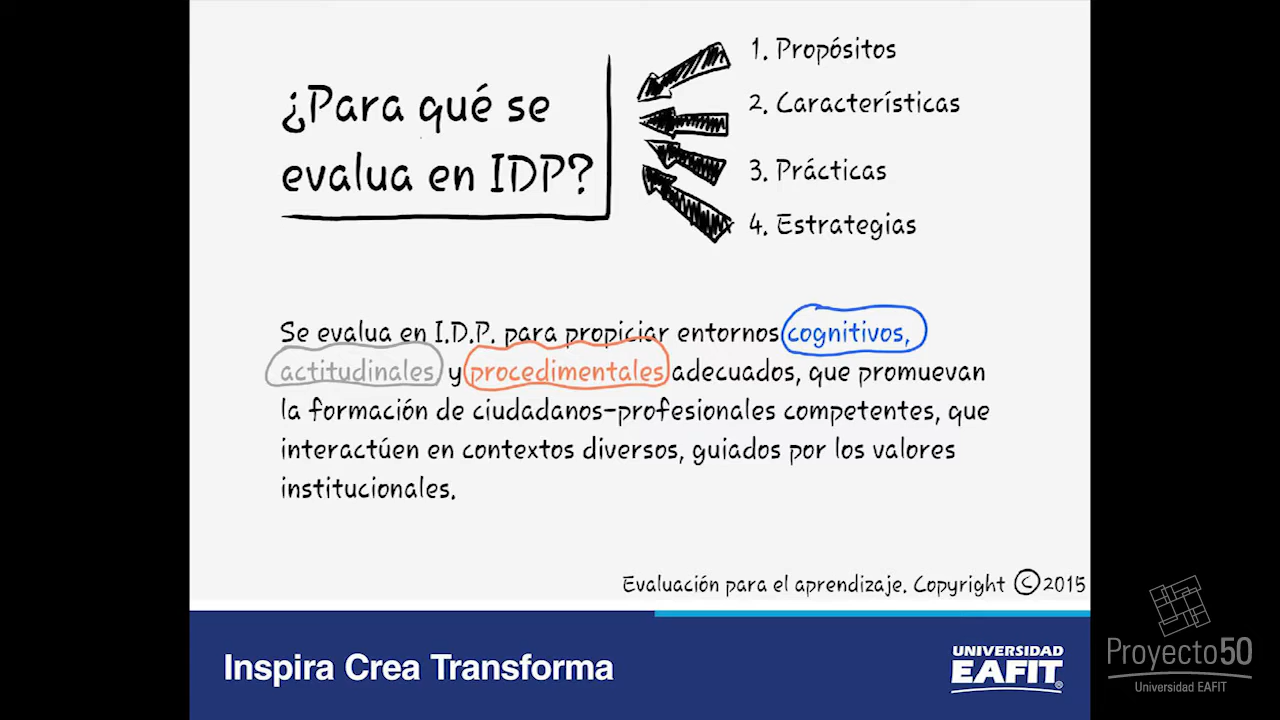 ¿Para qué se
evalua en IDP?
1. Propósitos
2. Características
3. Prácticas
4. Estrategias
Se evalua en I.D.P. para propiciar entornos cognitivos,
actitudinales y procedimentales adecuados, que promuevan
la formación de ciudadanos-profesionales competentes, que
interactúen en contextos diversos, guiados por los valores
institucionales.
Evaluación para el aprendizaje. Copyright ©2015
Inspira Crea Transforma
UNIVERSIDAD
EAFIT®
Proyecto50
Universidad EAFIT